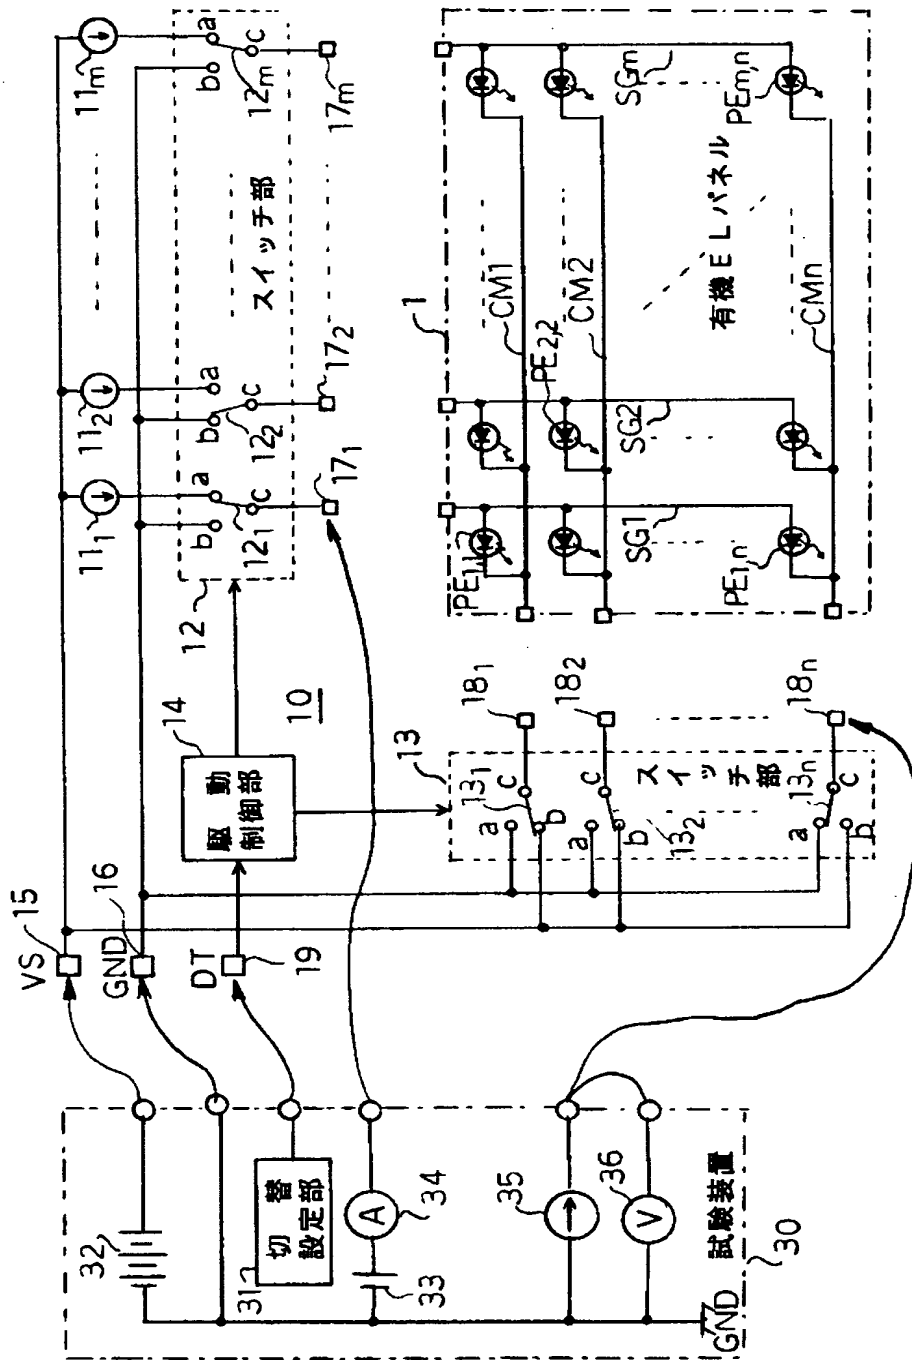 11₁
11₂
11m
a
b
c
12₁
a
b
c
12₂
a
b
c
12m
スイッチ部
12
17₁
17₂
17m
VS
15
GND
16
DT
19
駆動
制御部
14
10
13
a
b
c
13₁
a
b
c
13₂
a
b
c
13n
スイッチ部
18₁
18₂
18n
1
PE1,1
PE2,2
PE1,n
PEm,n
SG1
SG2
SGm
CM1
CM2
CMn
有機ELパネル
32
切替
設定部
31
A
34
33
35
V
36
GND
試験装置
30